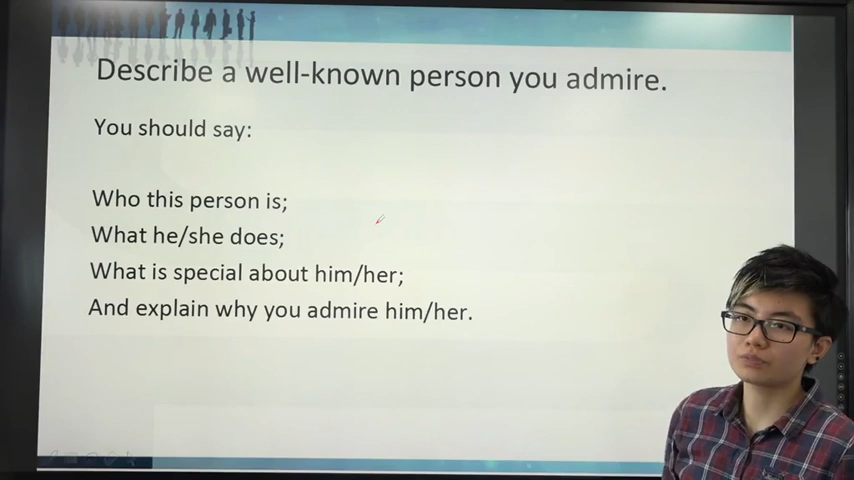 Describe a well-known person you admire.
You should say:
Who this person is;
What he/she does;
What is special about him/her;
And explain why you admire him/her.